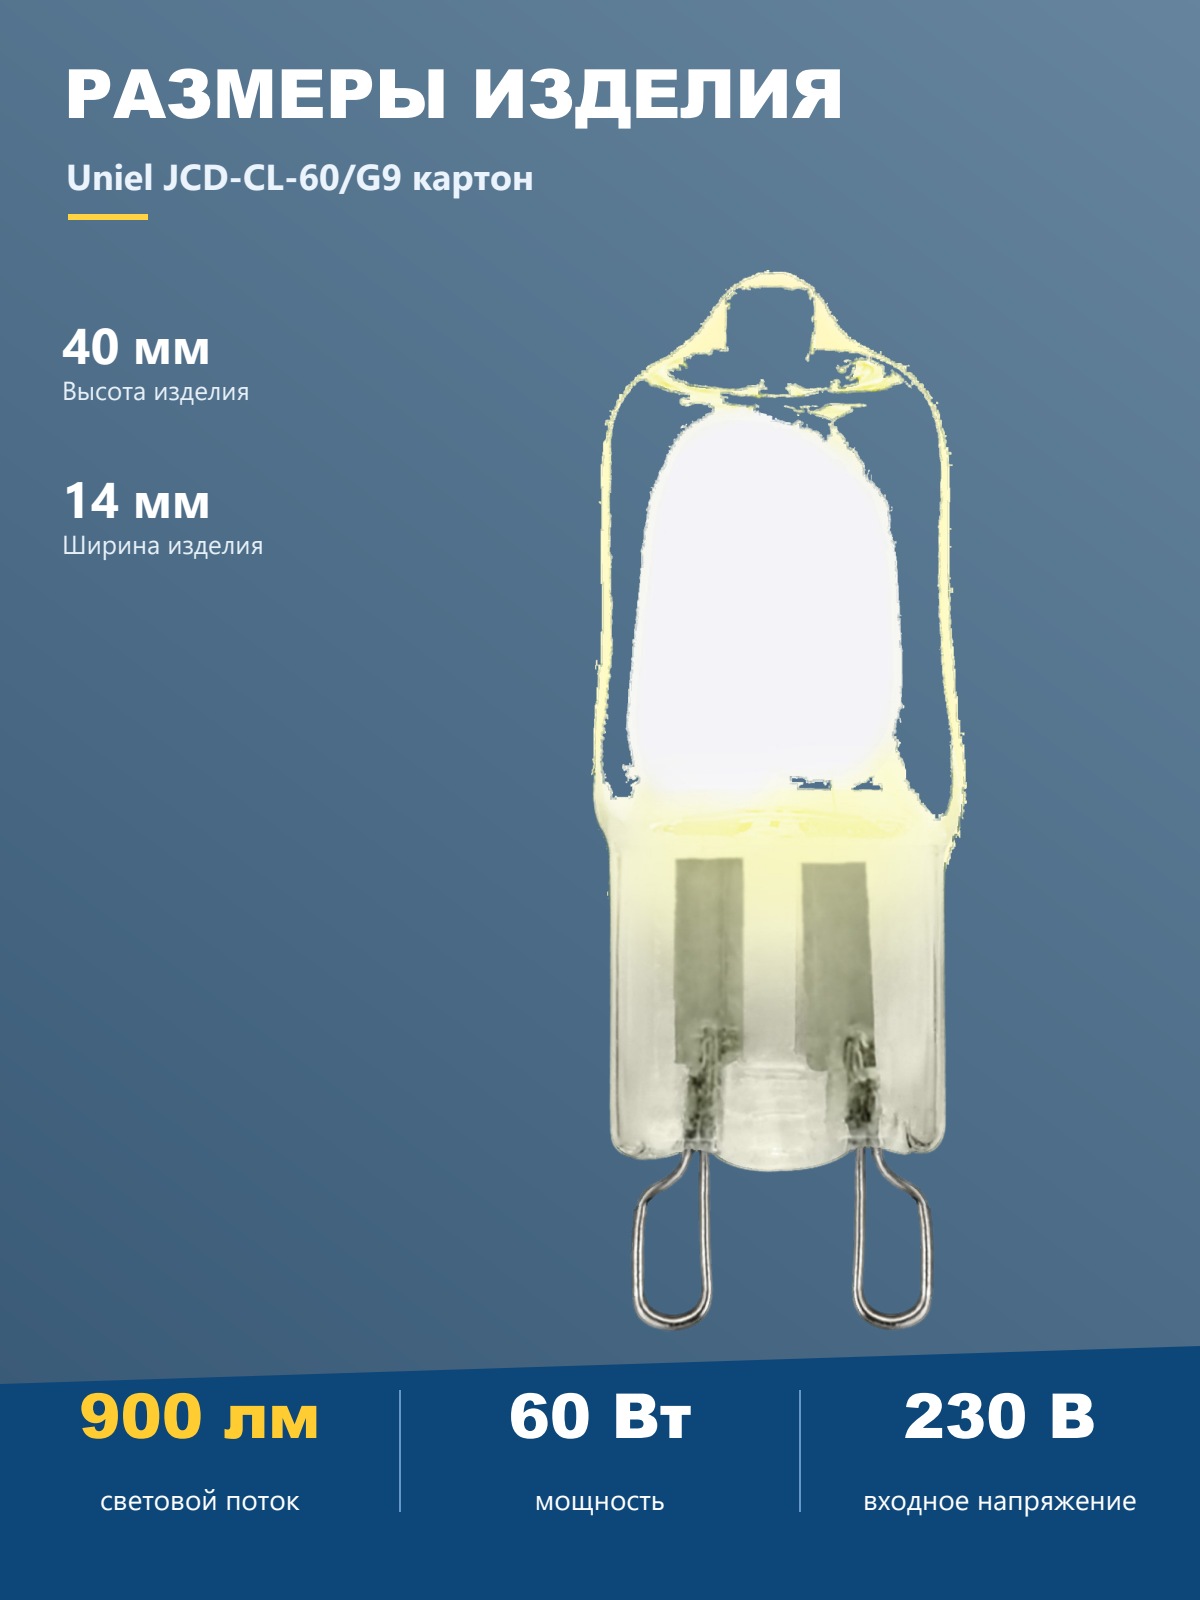 РАЗМЕРЫ ИЗДЕЛИЯ
Uniel JCD-CL-60/G9 картон
40 мм
Высота изделия
14 мм
Ширина изделия
900 лм
световой поток
60 Вт
мощность
230 В
входное напряжение